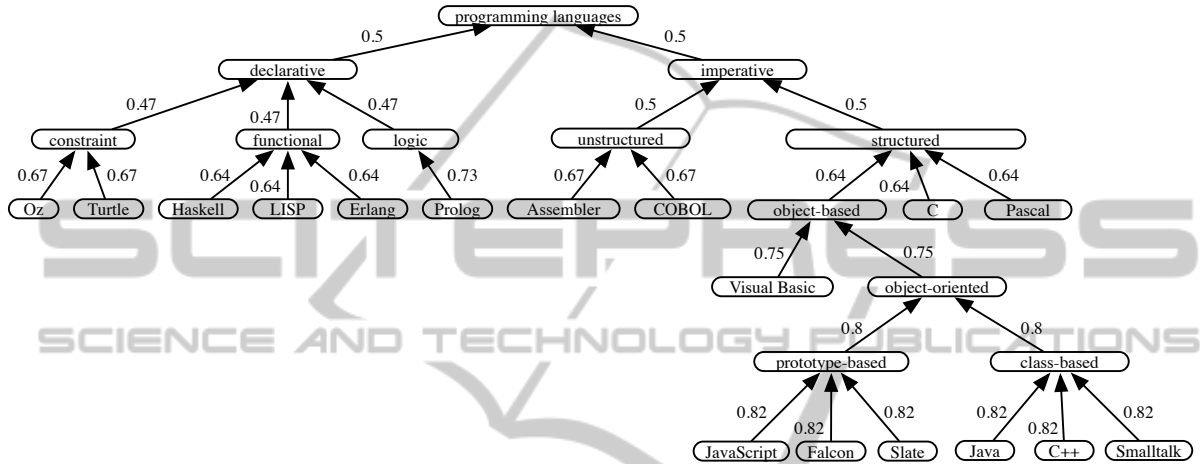 programming languages
0.5 0.5
declarative imperative
0.47 0.47 0.47 0.5 0.5
constraint functional logic unstructured structured
0.67 0.67 0.64 0.64 0.64 0.73 0.67 0.67 0.64 0.64 0.64
Oz Turtle Haskell LISP Erlang Prolog Assembler COBOL object-based C Pascal
0.75 0.75
Visual Basic object-oriented
0.8 0.8
prototype-based class-based
0.82 0.82 0.82 0.82 0.82 0.82
JavaScript Falcon Slate Java C++ Smalltalk
SCITEPRESS
SCIENCE AND TECHNOLOGY PUBLICATIONS